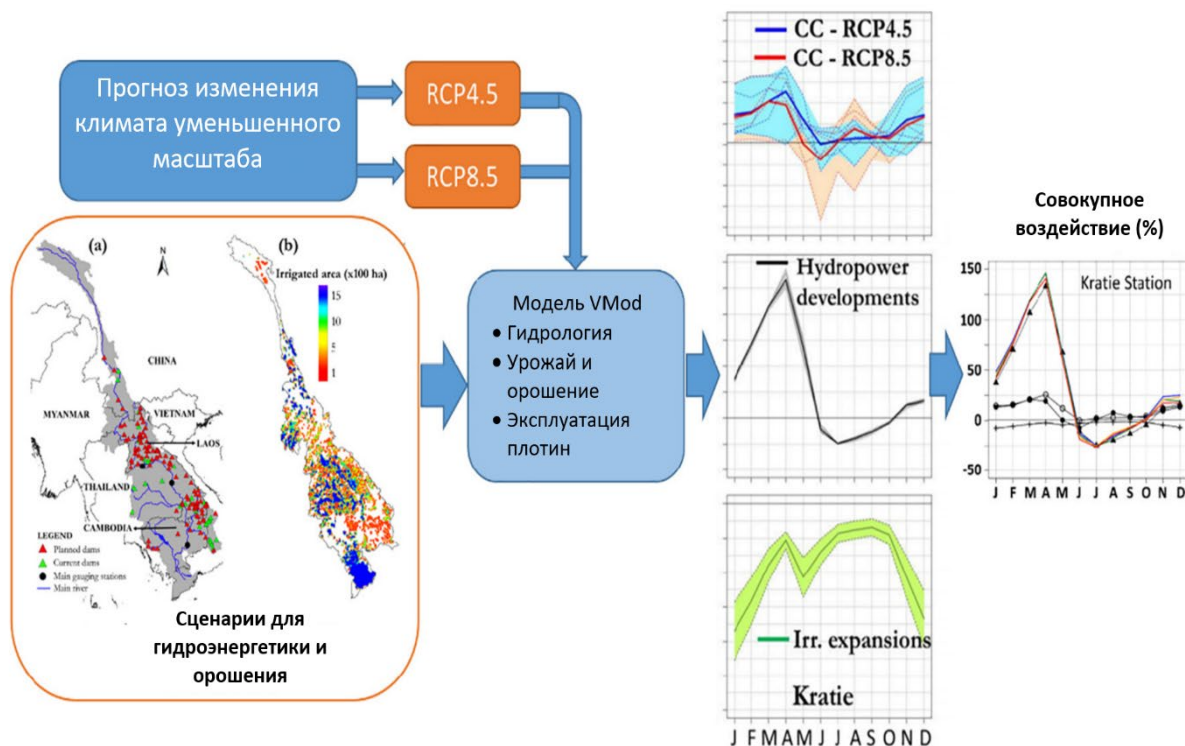 Прогноз изменения
климата уменьшенного
масштаба
RCP4.5
RCP8.5
(a)
N
CHINA
MYANMAR
VIETNAM
LAOS
THAILAND
CAMBODIA
LEGEND
Planned dams
Current dams
Main gauging stations
Main river
(b)
Irrigated area (x100 ha)
15
10
5
1
Сценарии для
гидроэнергетики и
орошения
Модель VMod
● Гидрология
● Урожай и
орошение
● Эксплуатация
плотин
CC - RCP4.5
CC - RCP8.5
Hydropower
developments
Irr. expansions
Kratie
J F M A M J J A S O N D
Совокупное
воздействие (%)
Kratie Station
150
100
50
0
-50
J F M A M J J A S O N D